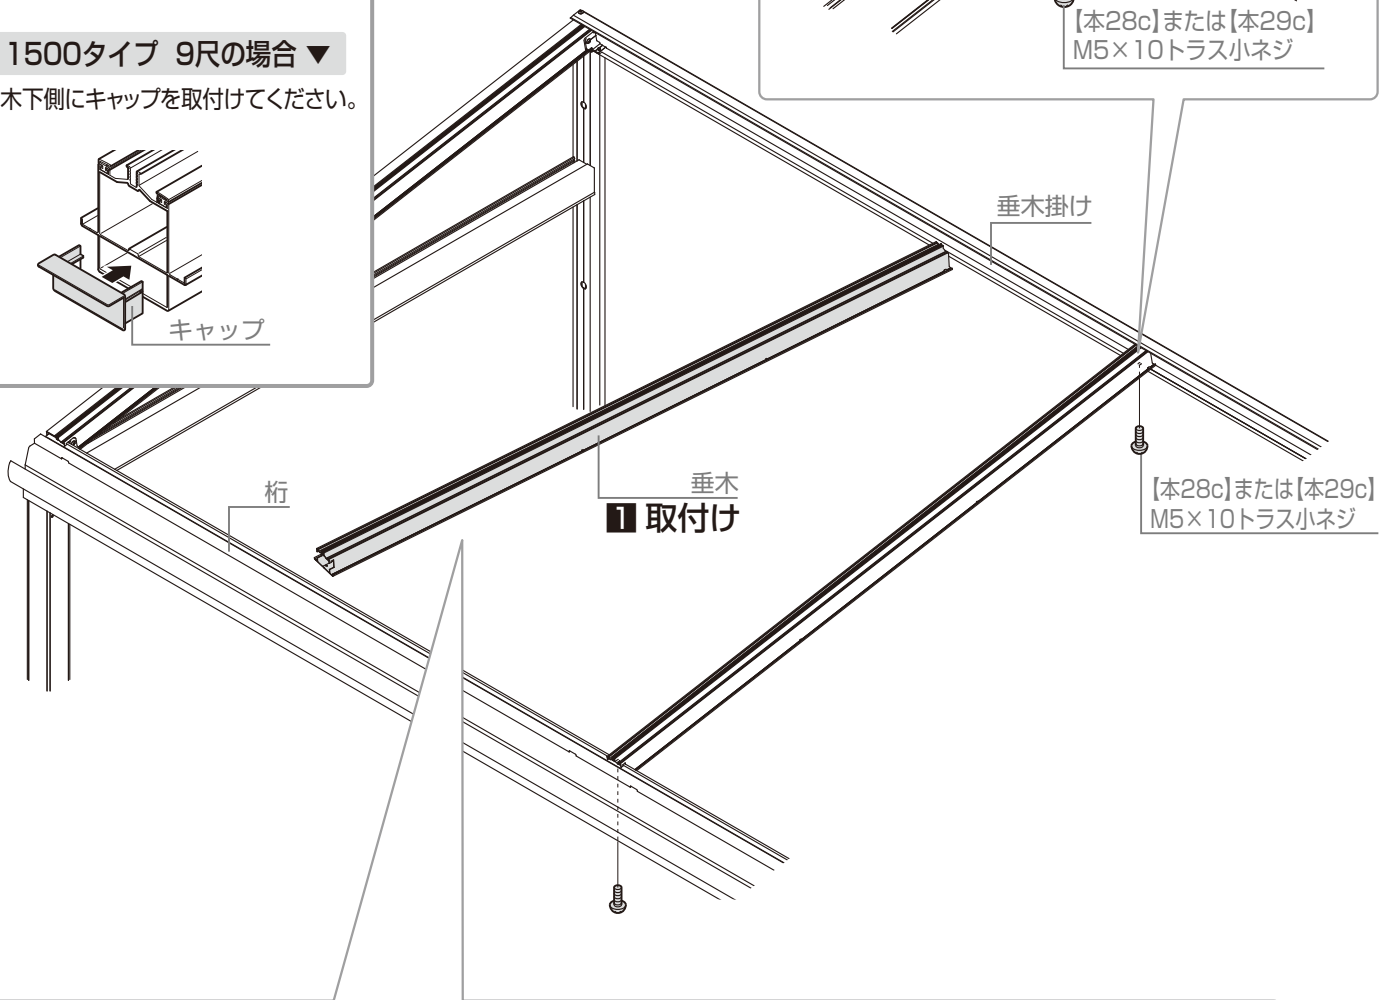 1500タイプ 9尺の場合 ▼
木下側にキャップを取付けてください。
キャップ
【本28c】または【本29c】
M5×10トラス小ネジ
垂木掛け
桁
垂木
1 取付け
【本28c】または【本29c】
M5×10トラス小ネジ